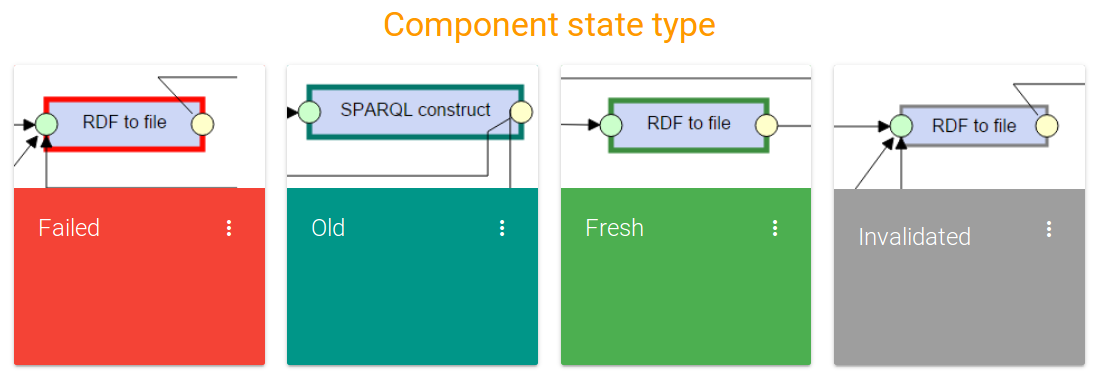 Component state type
RDF to file
SPARQL construct
RDF to file
RDF to file
Failed
Old
Fresh
Invalidated